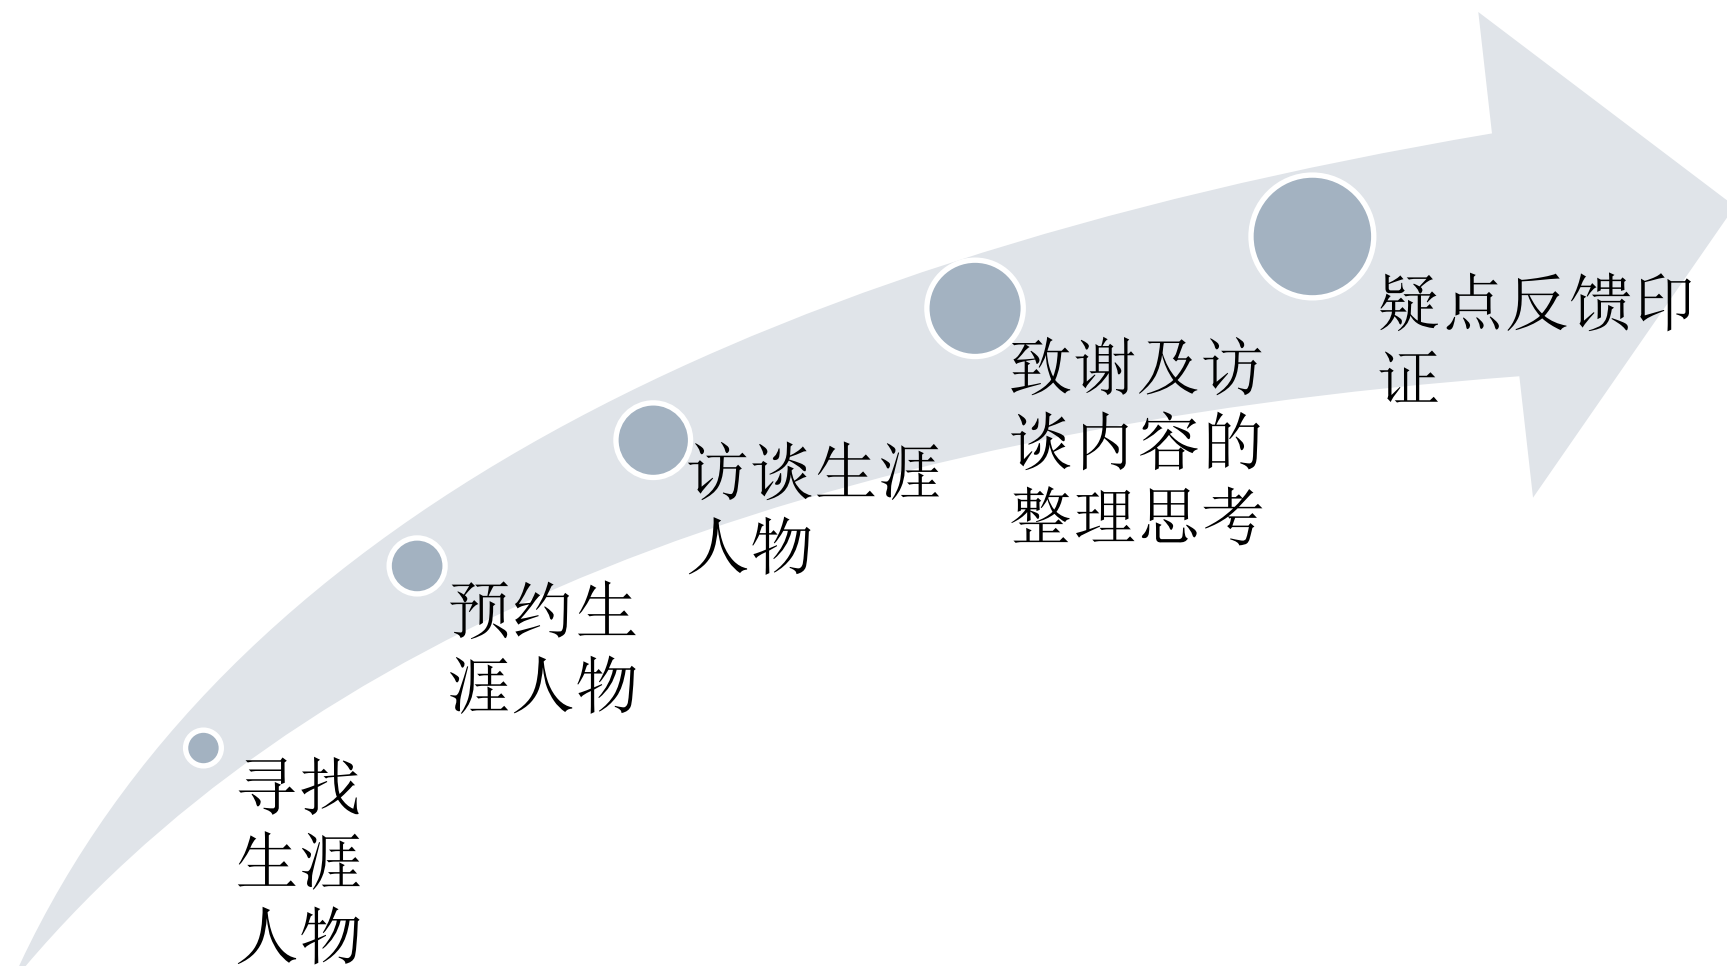 寻找
生涯
人物
预约生
涯人物
访谈生涯
人物
致谢及访
谈内容的
整理思考
疑点反馈印
证